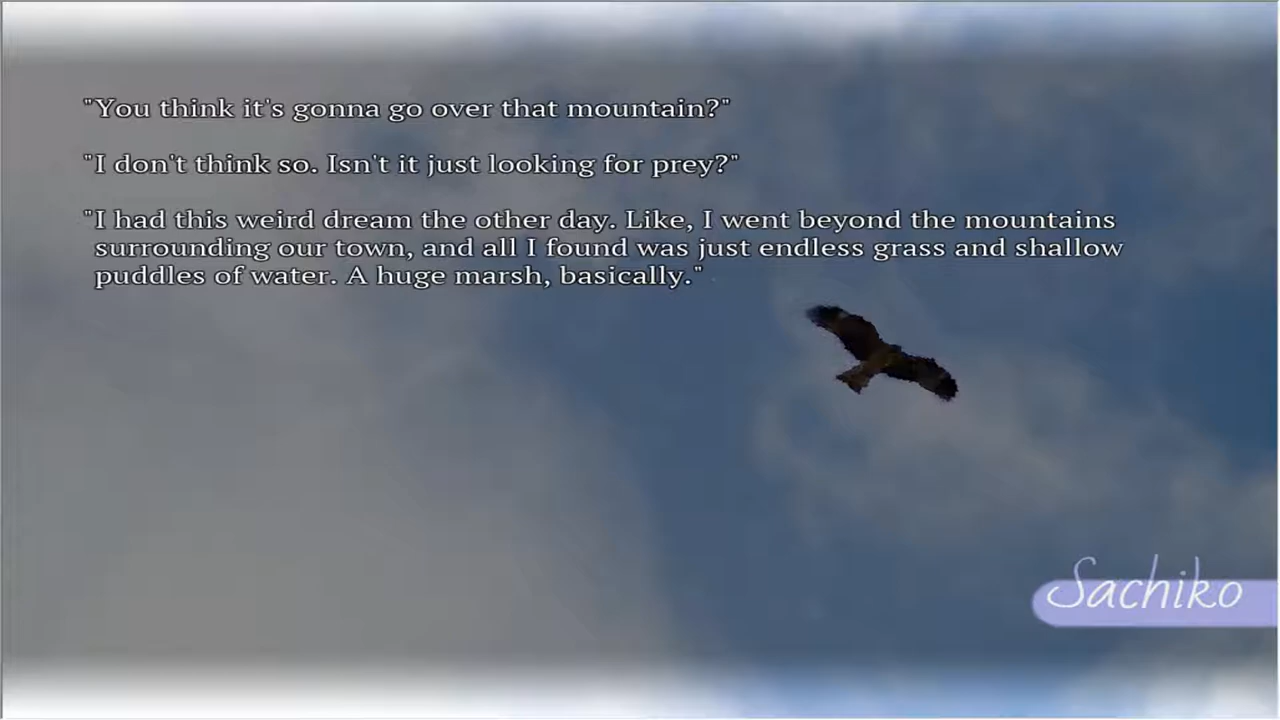 "You think it's gonna go over that mountain?"
"I don't think so. Isn't it just looking for prey?"
"I had this weird dream the other day. Like, I went beyond the mountains
surrounding our town, and all I found was just endless grass and shallow
puddles of water. A huge marsh, basically."
Sachiko